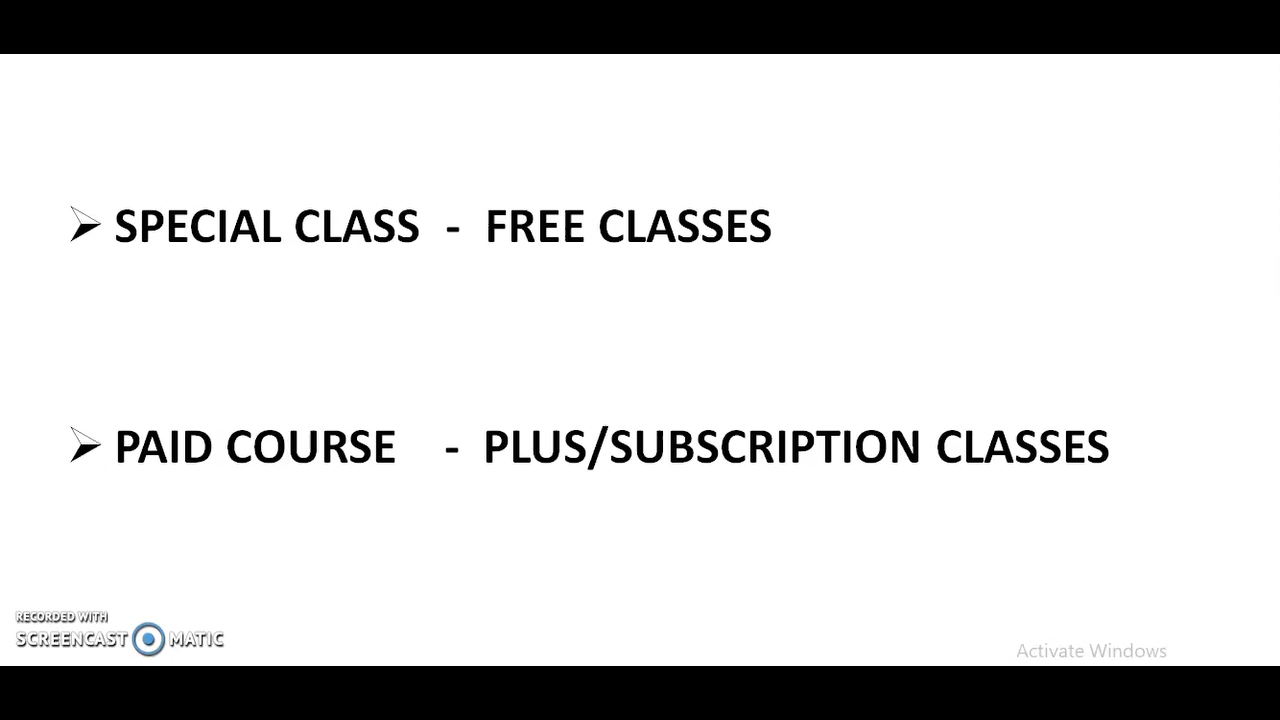 SPECIAL CLASS - FREE CLASSES
PAID COURSE - PLUS/SUBSCRIPTION CLASSES
RECORDED WITH
SCREENCAST MATIC
Activate Windows